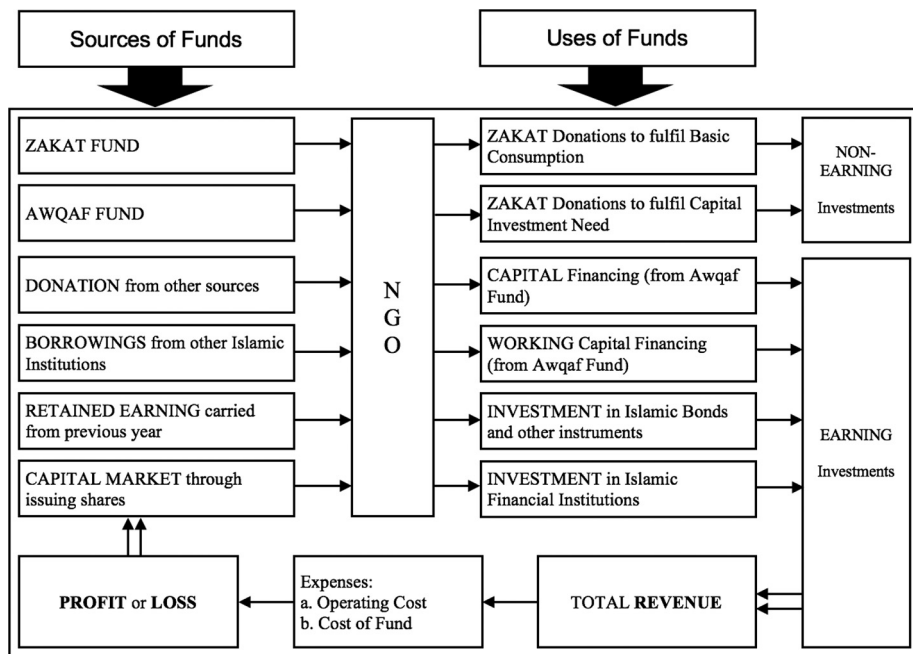 Sources of Funds
Uses of Funds
ZAKAT FUND
AWQAF FUND
DONATION from other sources
BORROWINGS from other Islamic
Institutions
RETAINED EARNING carried
from previous year
CAPITAL MARKET through
issuing shares
N
G
O
ZAKAT Donations to fulfil Basic
Consumption
ZAKAT Donations to fulfil Capital
Investment Need
CAPITAL Financing (from Awqaf
Fund)
WORKING Capital Financing
(from Awqaf Fund)
INVESTMENT in Islamic Bonds
and other instruments
INVESTMENT in Islamic
Financial Institutions
NON-
EARNING
Investments
EARNING
Investments
PROFIT or LOSS
Expenses:
a. Operating Cost
b. Cost of Fund
TOTAL REVENUE